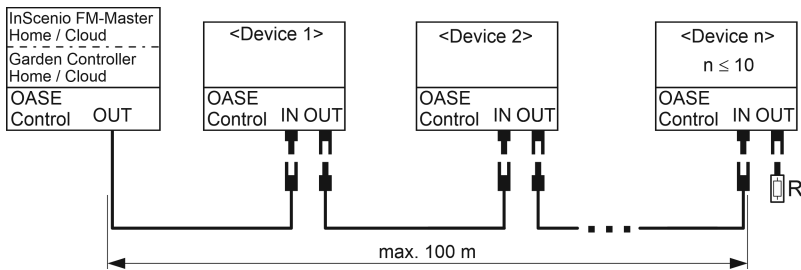 InScenio FM-Master
Home / Cloud
Garden Controller
Home / Cloud
OASE
Control OUT
<Device 1>
OASE
Control IN OUT
<Device 2>
OASE
Control IN OUT
<Device n>
n ≤ 10
OASE
Control IN OUT
R
max. 100 m